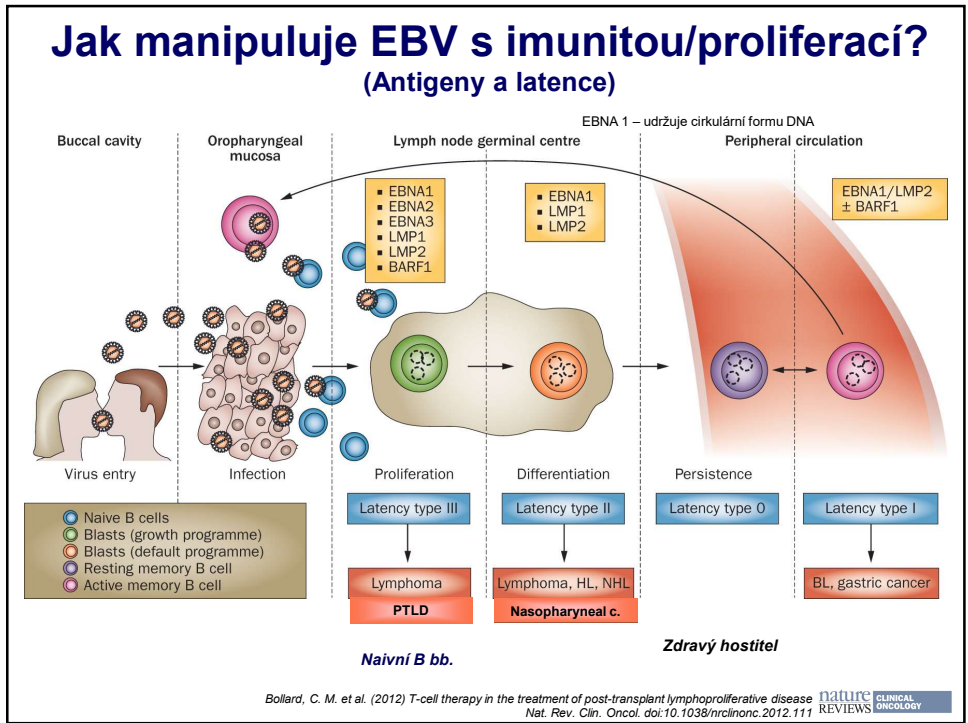 Jak manipuluje EBV s imunitou/proliferací?
(Antigeny a latence)
EBNA 1 – udržuje cirkulární formu DNA
Buccal cavity
Oropharyngeal
mucosa
Lymph node germinal centre
Peripheral circulation
▪ EBNA1
▪ EBNA2
▪ EBNA3
▪ LMP1
▪ LMP2
▪ BARF1
▪ EBNA1
▪ LMP1
▪ LMP2
EBNA1/LMP2
± BARF1
Virus entry
Infection
Proliferation
Differentiation
Persistence
Latency type III
Latency type II
Latency type 0
Latency type I
Naive B cells
Blasts (growth programme)
Blasts (default programme)
Resting memory B cell
Active memory B cell
Lymphoma
Lymphoma, HL, NHL
BL, gastric cancer
PTLD
Nasopharyneal c.
Naivní B bb.
Zdravý hostitel
Bollard, C. M. et al. (2012) T-cell therapy in the treatment of post-transplant lymphoproliferative disease
Nat. Rev. Clin. Oncol. doi:10.1038/nrclinonc.2012.111
nature
REVIEWS
CLINICAL
ONCOLOGY